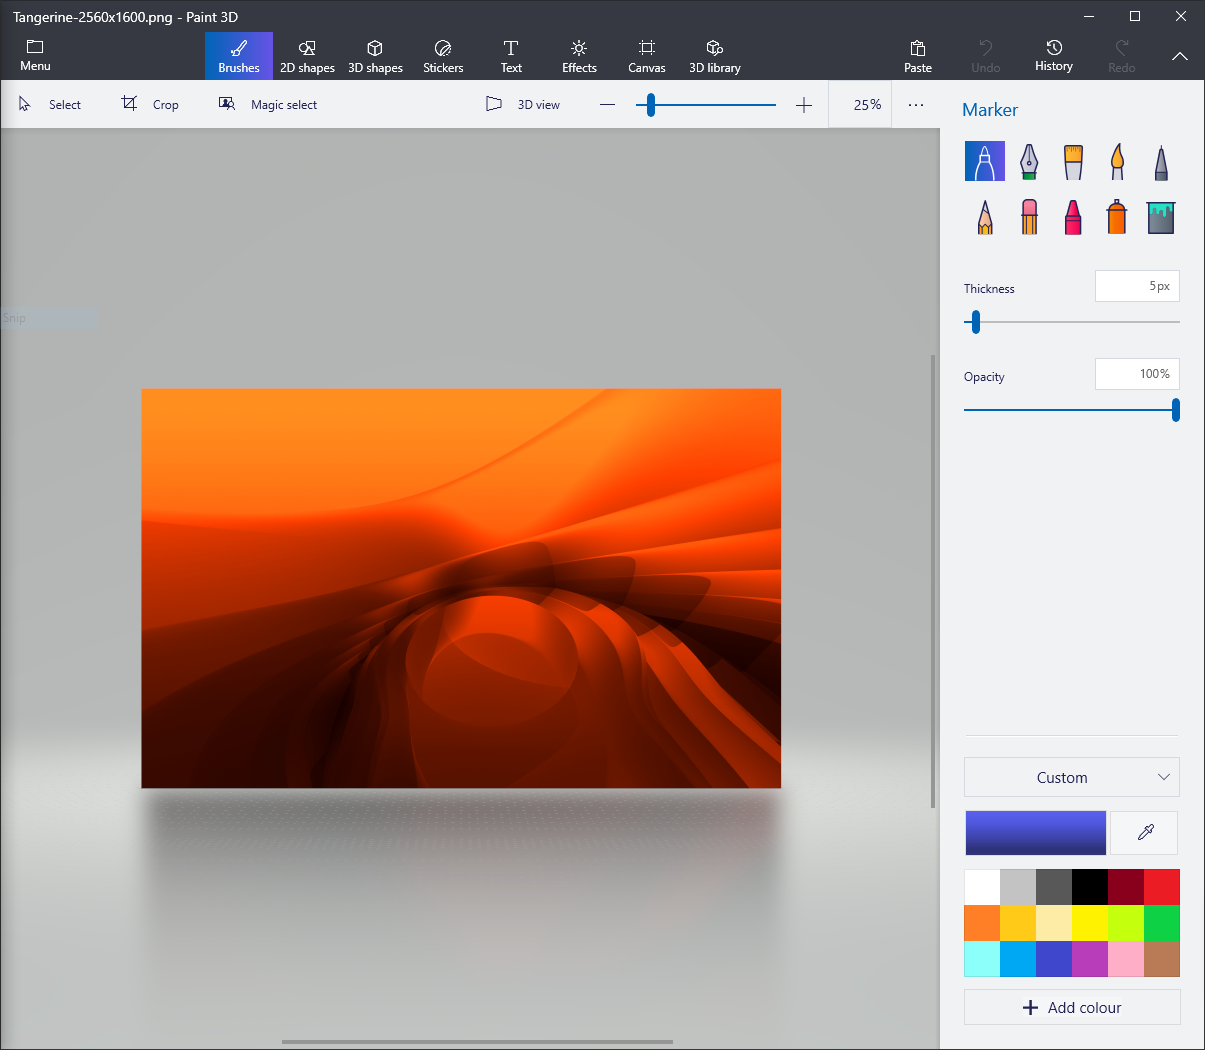 Tangerine-2560x1600.png - Paint 3D
Menu
Brushes
2D shapes
3D shapes
Stickers
Text
Effects
Canvas
3D library
Paste
Undo
History
Redo
Select
Crop
Magic select
3D view
25%
Marker
Thickness
5px
Snip
Opacity
100%
Custom
Add colour